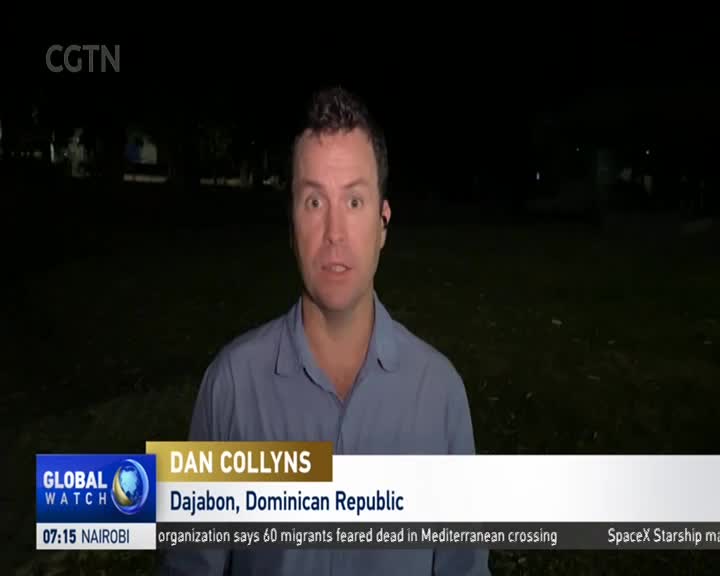 CGTN
DAN COLLYNS
GLOBAL
WATCH
Dajabon, Dominican Republic
07:15 NAIROBI
organization says 60 migrants feared dead in Mediterranean crossing SpaceX Starship ma